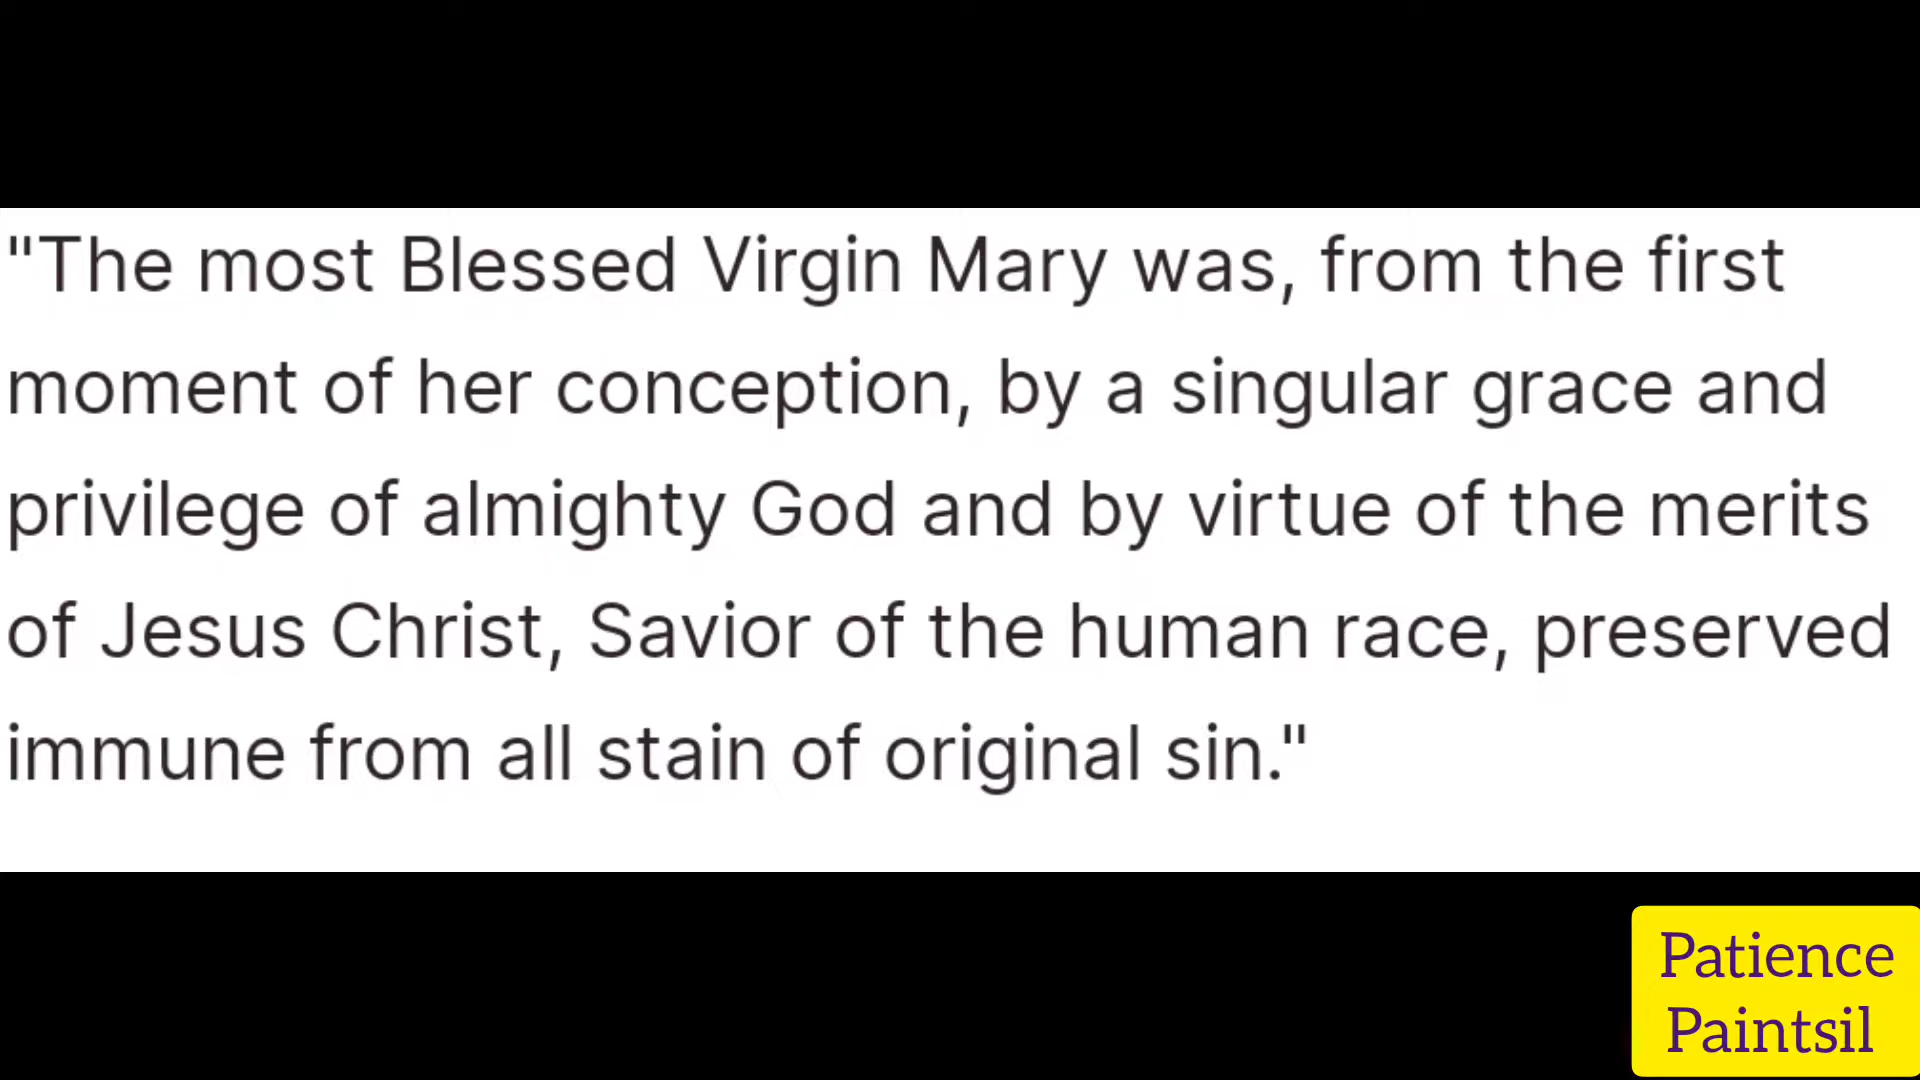 "The most Blessed Virgin Mary was, from the first
moment of her conception, by a singular grace and
privilege of almighty God and by virtue of the merits
of Jesus Christ, Savior of the human race, preserved
immune from all stain of original sin."
Patience
Paintsil